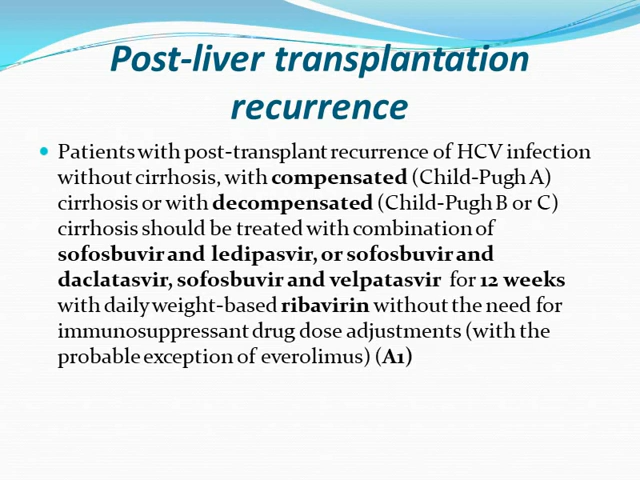 Post-liver transplantation
recurrence
• Patients with post-transplant recurrence of HCV infection
without cirrhosis, with compensated (Child-Pugh A)
cirrhosis or with decompensated (Child-Pugh B or C)
cirrhosis should be treated with combination of
sofosbuvir and ledipasvir, or sofosbuvir and
daclatasvir, sofosbuvir and velpatasvir for 12 weeks
with daily weight-based ribavirin without the need for
immunosuppressant drug dose adjustments (with the
probable exception of everolimus) (A1)